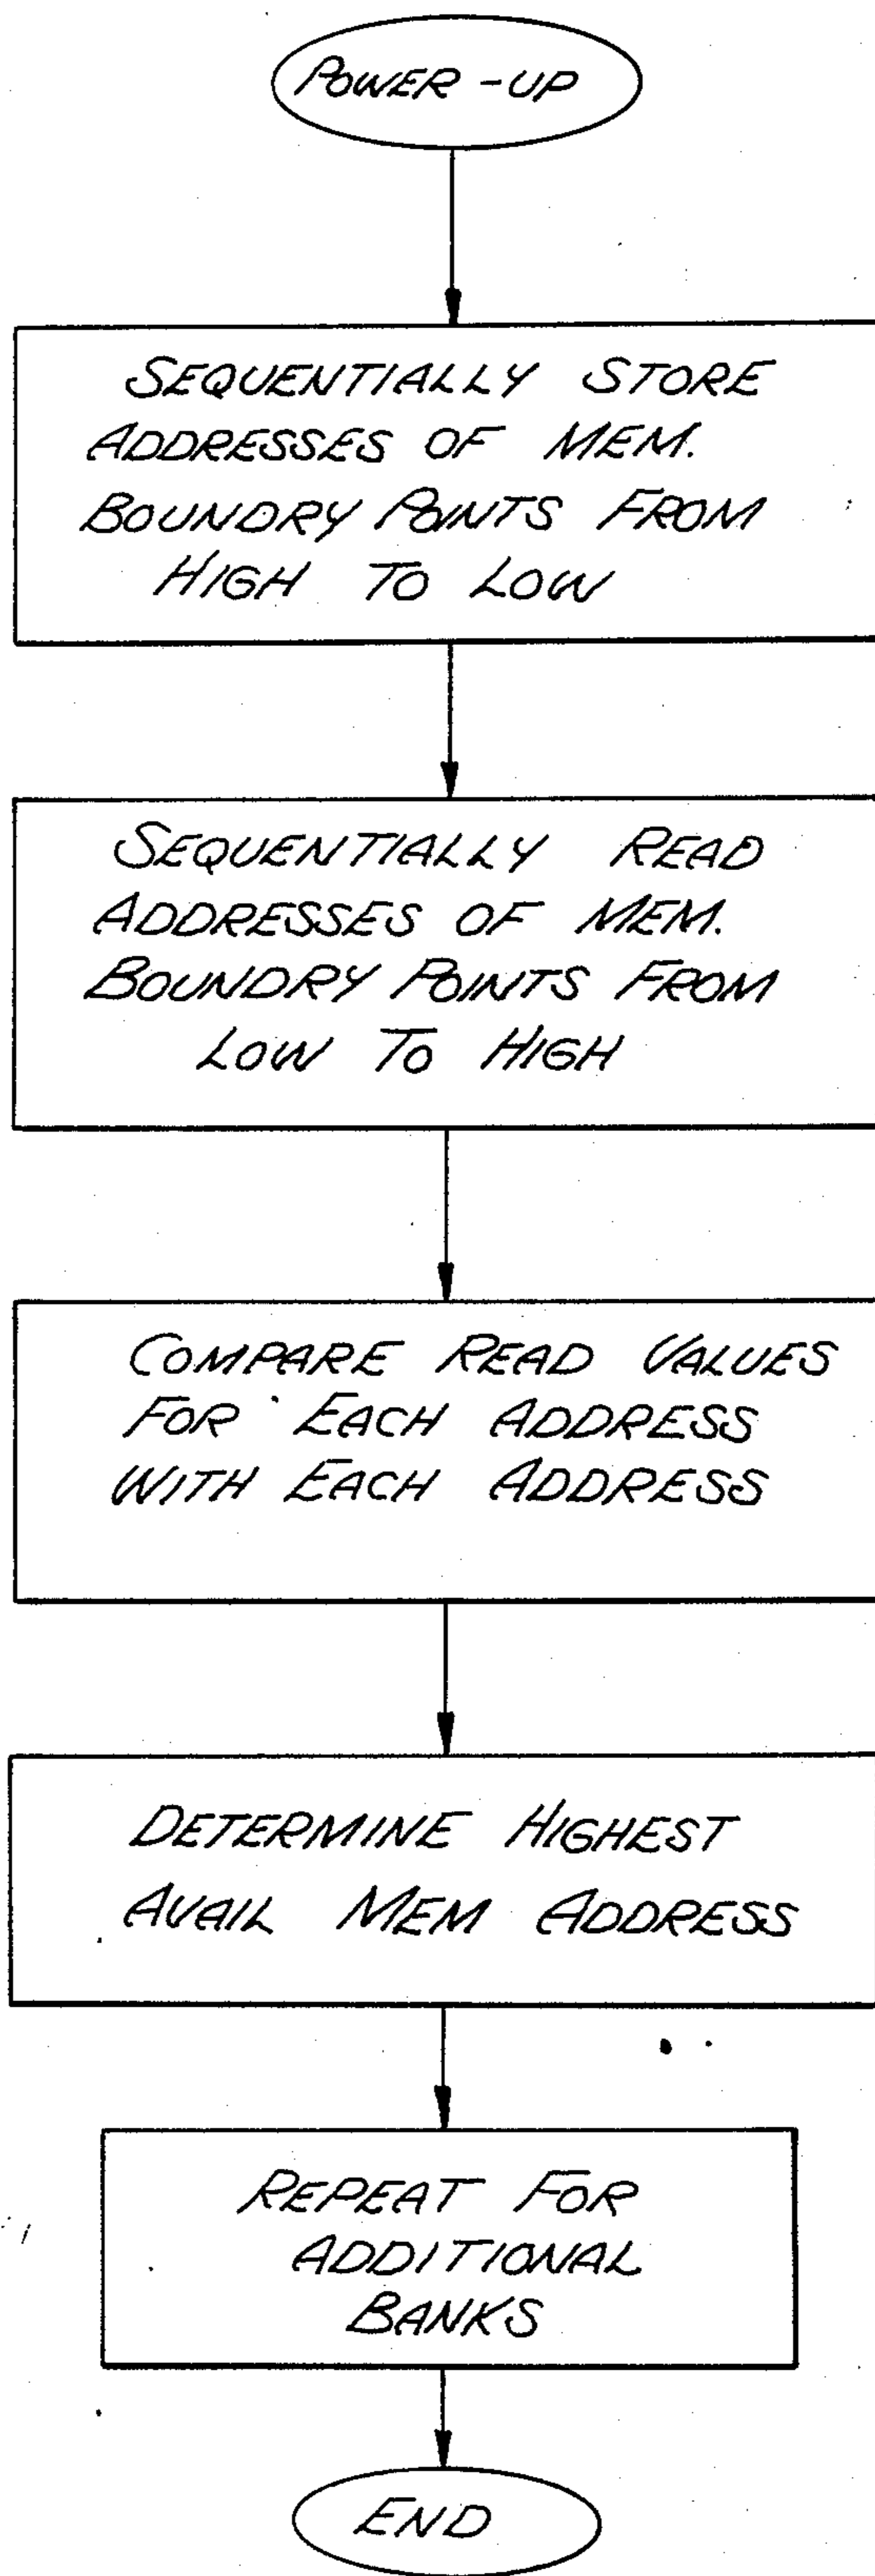 POWER-UP
SEQUENTIALLY STORE
ADDRESSES OF MEM.
BOUNDRY POINTS FROM
HIGH TO LOW
SEQUENTIALLY READ
ADDRESSES OF MEM.
BOUNDRY POINTS FROM
LOW TO HIGH
COMPARE READ VALUES
FOR EACH ADDRESS
WITH EACH ADDRESS
DETERMINE HIGHEST
AVAIL MEM ADDRESS
REPEAT FOR
ADDITIONAL
BANKS
END